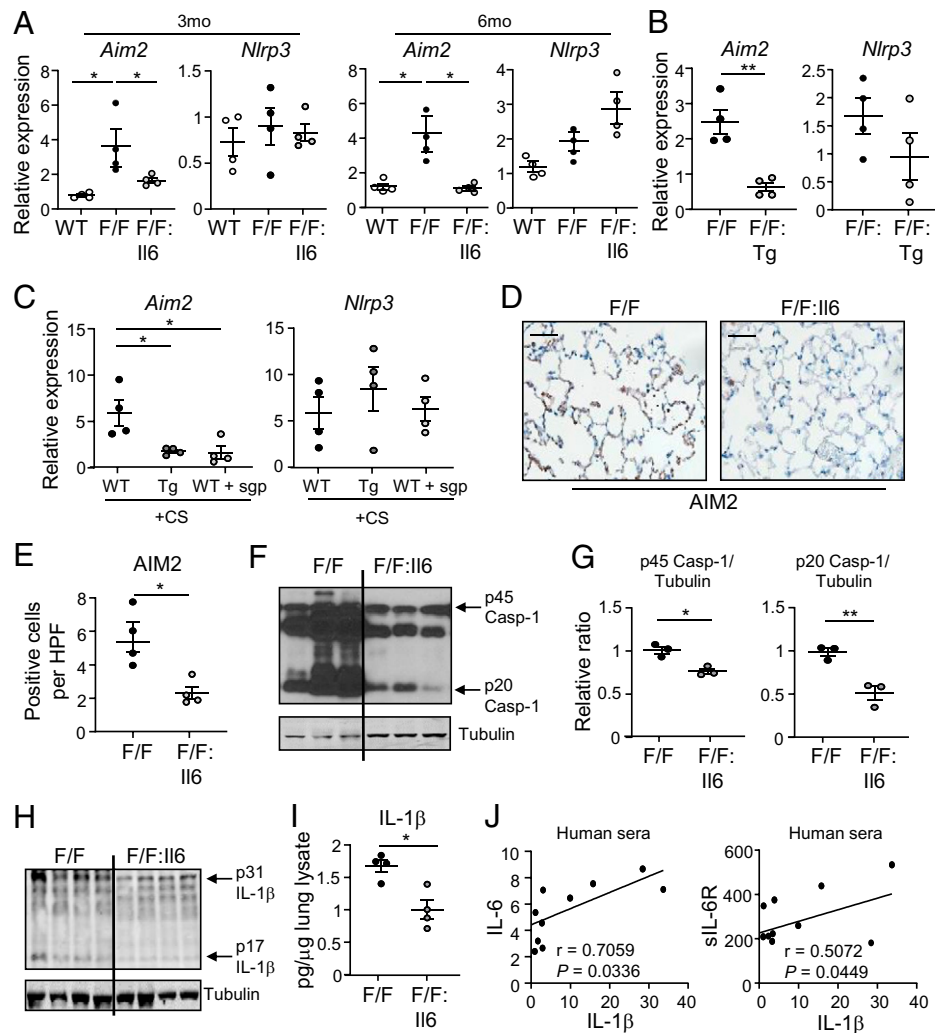 A
3mo
6mo
Aim2
Nlrp3
Aim2
Nlrp3
Relative expression
8
6
4
2
0
* *
WT F/F F/F: Il6
1.5
1.0
0.5
0
WT F/F F/F: Il6
8
6
4
2
0
* *
WT F/F F/F: Il6
4
3
2
1
0
WT F/F F/F: Il6
B
Aim2
Nlrp3
Relative expression
5
4
3
2
1
0
**
F/F F/F: Tg
2.5
2
1.5
1
0.5
0
F/F: F/F: Tg
C
Aim2
Nlrp3
Relative expression
15
10
5
0
*
*
WT Tg WT + sgp
+CS
15
10
5
0
WT Tg WT + sgp
+CS
D
F/F
F/F:Il6
AIM2
E
AIM2
Positive cells
per HPF
8
6
4
2
0
*
F/F F/F: Il6
F
F/F F/F:Il6
p45
Casp-1
p20
Casp-1
Tubulin
G
p45 Casp-1/
Tubulin
p20 Casp-1/
Tubulin
Relative ratio
1.5
1
0.5
0
*
F/F F/F: Il6
1.5
1
0.5
0
**
F/F F/F: Il6
H
F/F F/F:Il6
p31
IL-1β
p17
IL-1β
Tubulin
I
IL-1β
pg/μg lung lysate
2
1.5
1
0.5
0
*
F/F F/F: Il6
J
Human sera
IL-6
10
8
6
4
2
0
r = 0.7059
P = 0.0336
0 10 20 30 40
IL-1β
Human sera
sIL-6R
600
400
200
0
r = 0.5072
P = 0.0449
0 10 20 30 40
IL-1β